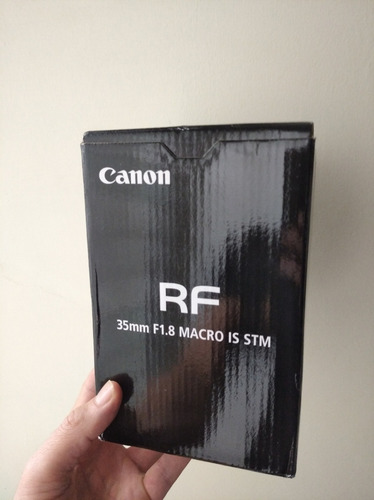 Canon
RF
35mm F1.8 MACRO IS STM